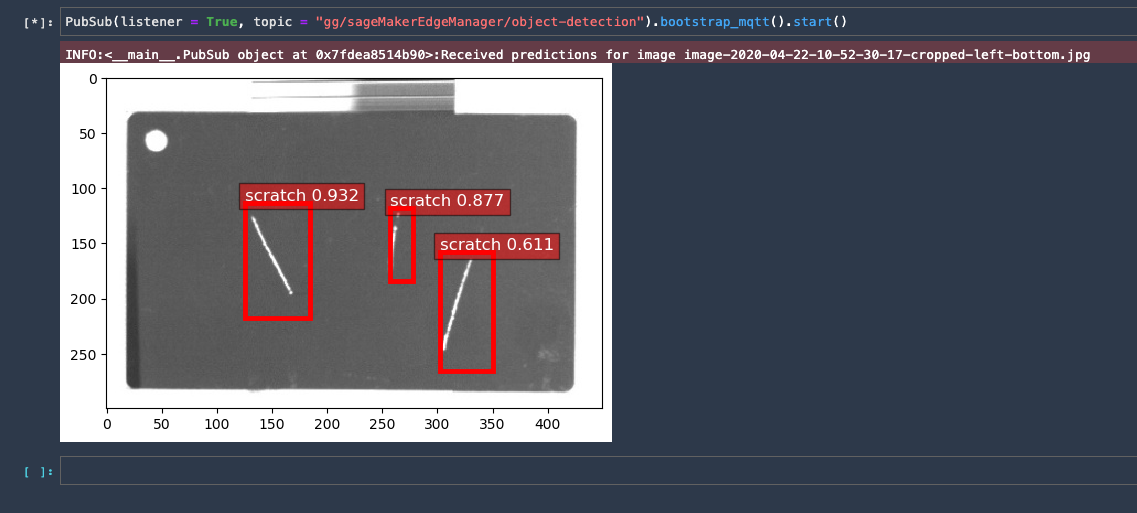 [*]: PubSub(listener = True, topic = "gg/sageMakerEdgeManager/object-detection").bootstrap_mqtt().start()
INFO:<__main__.PubSub object at 0x7fdea8514b90>:Received predictions for image image-2020-04-22-10-52-30-17-cropped-left-bottom.jpg
0
50
100
150
200
250
scratch 0.932
scratch 0.877
scratch 0.611
0 50 100 150 200 250 300 350 400
[ ]: